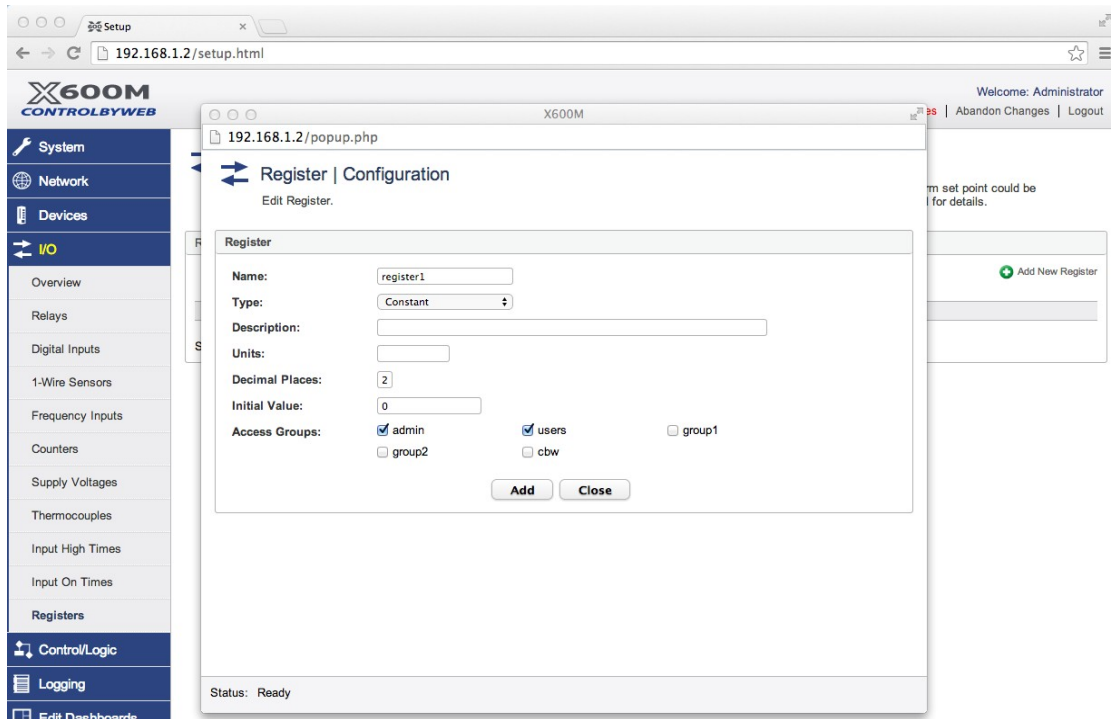 Setup
192.168.1.2/setup.html
X600M
CONTROLBYWEB
Welcome: Administrator
es | Abandon Changes | Logout
System
Network
Devices
I/O
Overview
Relays
Digital Inputs
1-Wire Sensors
Frequency Inputs
Counters
Supply Voltages
Thermocouples
Input High Times
Input On Times
Registers
Control/Logic
Logging
Edit Dashboards
rm set point could be
l for details.
R
Add New Register
S
X600M
192.168.1.2/popup.php
Register | Configuration
Edit Register.
Register
Name: register1
Type: Constant
Description:
Units:
Decimal Places: 2
Initial Value: 0
Access Groups: admin users group1
group2 cbw
Add Close
Status: Ready